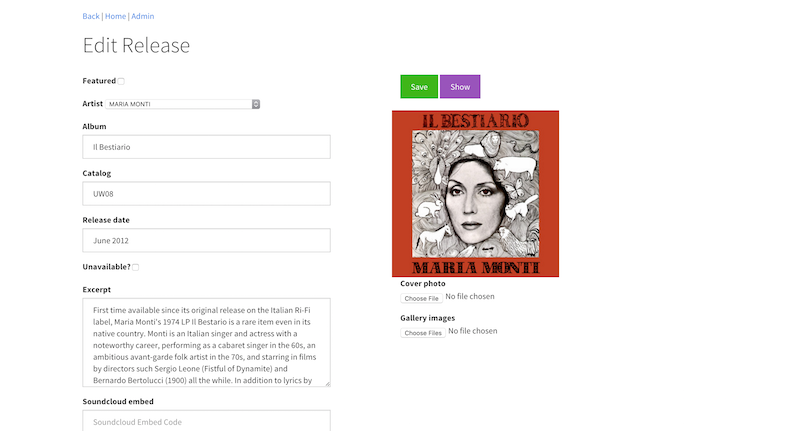 Back | Home | Admin
Edit Release
Featured
Artist MARIA MONTI
Album
Il Bestiario
Catalog
UW08
Release date
June 2012
Unavailable?
Excerpt
First time available since its original release on the Italian Ri-Fi
label, Maria Monti's 1974 LP Il Bestario is a rare item even in its
native country. Monti is an Italian singer and actress with a
noteworthy career, performing as a cabaret singer in the 60s, an
ambitious avant-garde folk artist in the 70s, and starring in films
by directors such Sergio Leone (Fistful of Dynamite) and
Bernardo Bertolucci (1900) all the while. In addition to lyrics by
Soundcloud embed
Soundcloud Embed Code
Save
Show
IL BESTIARIO
MARIA MONTI
Cover photo
Choose File No file chosen
Gallery images
Choose Files No file chosen